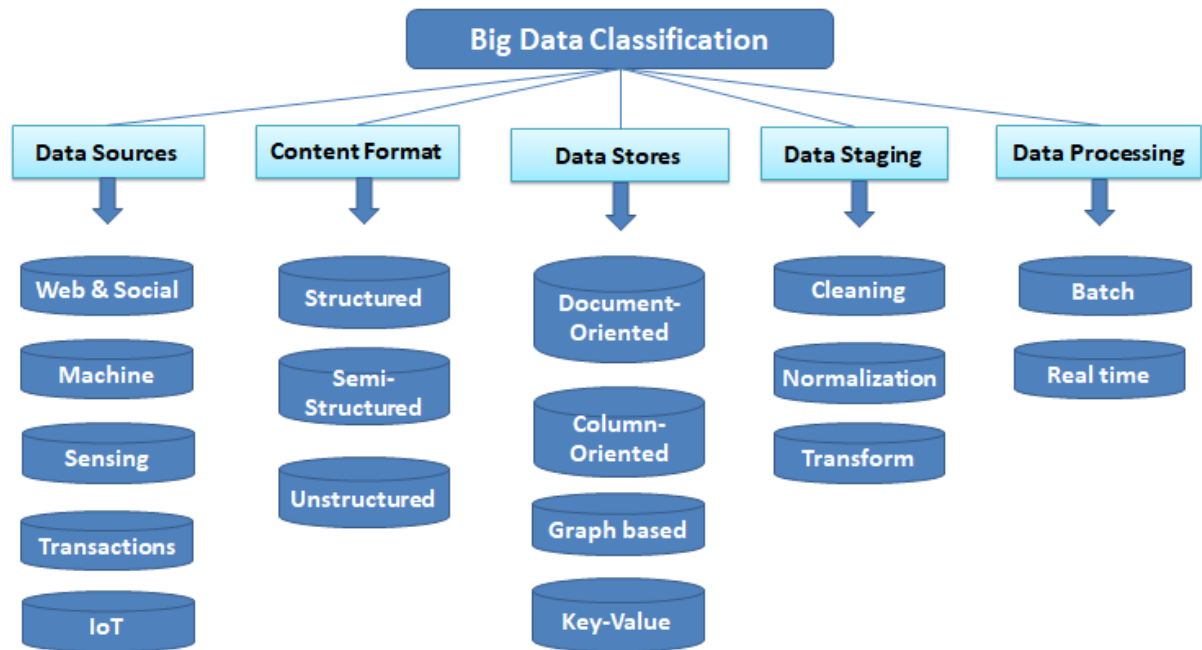 Big Data Classification
Data Sources
Content Format
Data Stores
Data Staging
Data Processing
Web & Social
Machine
Sensing
Transactions
IoT
Structured
Semi-
Structured
Unstructured
Document-
Oriented
Column-
Oriented
Graph based
Key-Value
Cleaning
Normalization
Transform
Batch
Real time